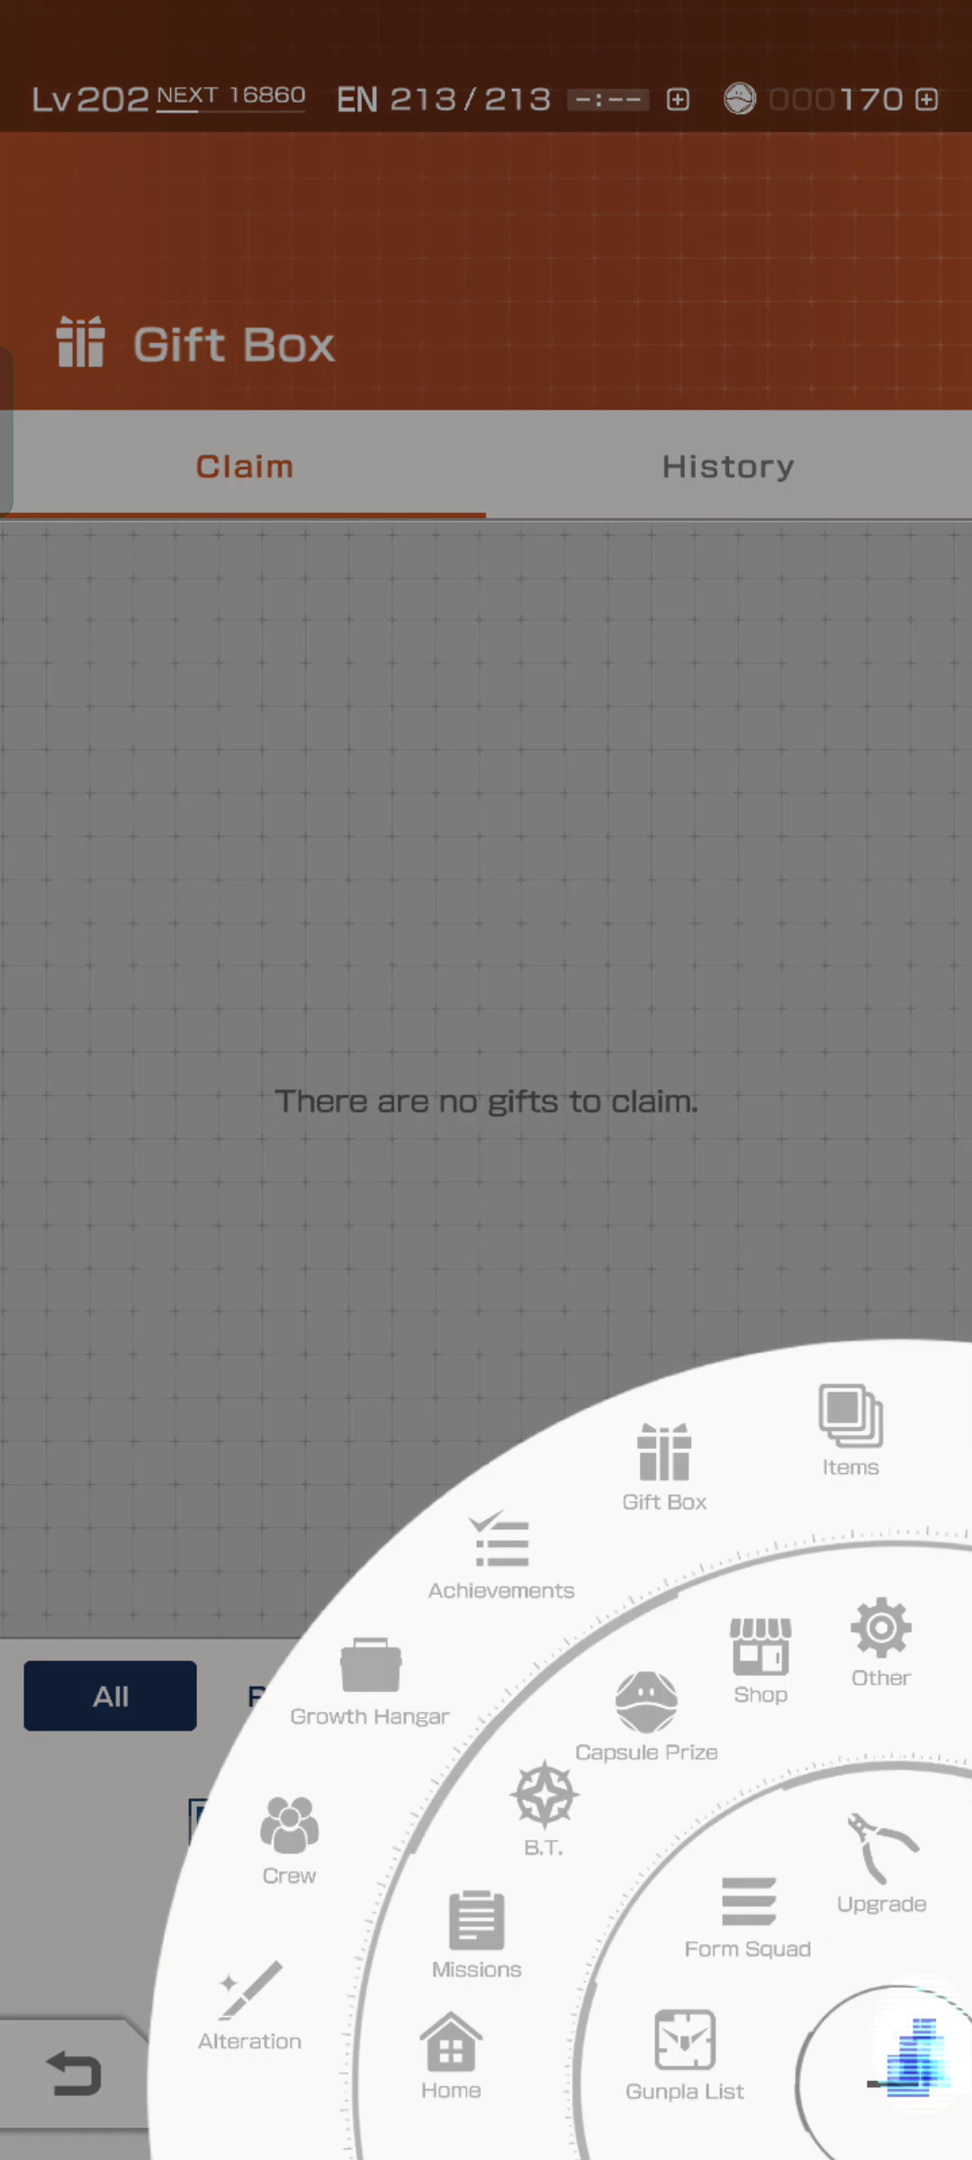 Lv202 NEXT 16860 EN 213/213 -:-- 000170
Gift Box
Claim History
There are no gifts to claim.
Items
Gift Box
Achievements
Other
Shop
Growth Hangar
Capsule Prize
All
B.T.
Crew
Upgrade
Form Squad
Missions
Alteration
Home
Gunpla List